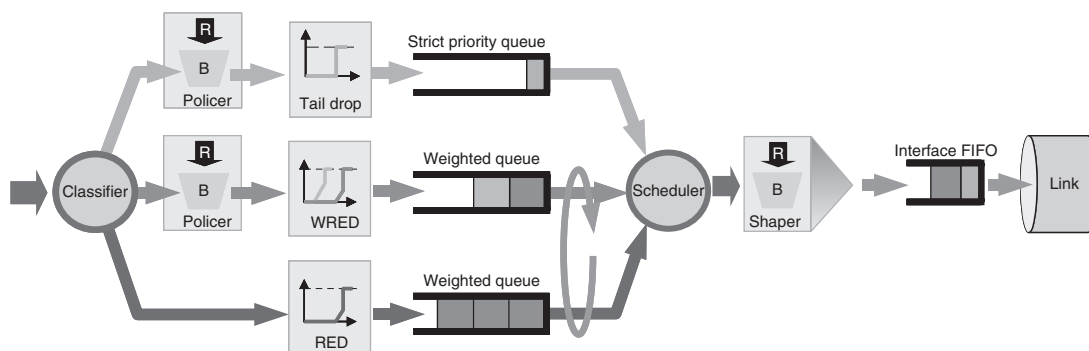 Strict priority queue
R
B
Policer
Tail drop
Classifier
R
B
Policer
WRED
Weighted queue
Scheduler
R
B
Shaper
Interface FIFO
Link
RED
Weighted queue